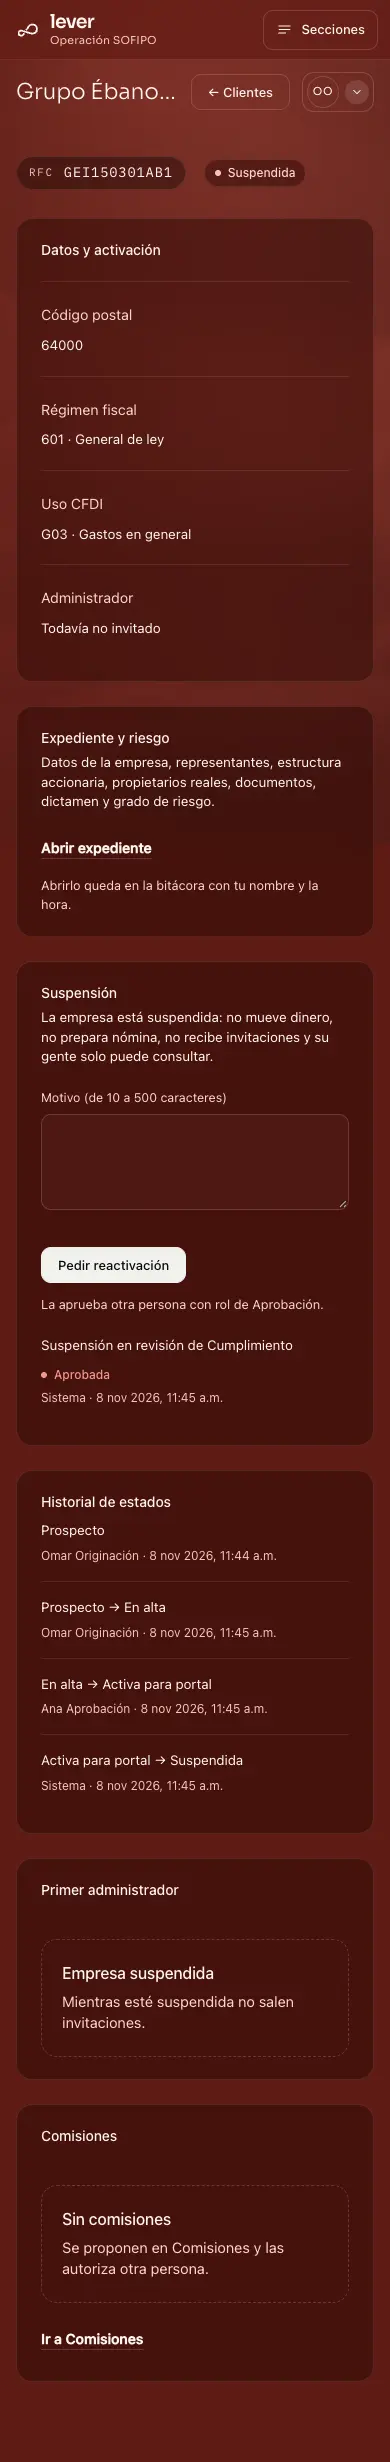 lever
Operación SOFIPO
Secciones
Grupo Ébano...
← Clientes
OO
RFC GEI150301AB1
Suspendida
Datos y activación
Código postal
64000
Régimen fiscal
601 · General de ley
Uso CFDI
G03 · Gastos en general
Administrador
Todavía no invitado
Expediente y riesgo
Datos de la empresa, representantes, estructura
accionaria, propietarios reales, documentos,
dictamen y grado de riesgo.
Abrir expediente
Abrirlo queda en la bitácora con tu nombre y la
hora.
Suspensión
La empresa está suspendida: no mueve dinero,
no prepara nómina, no recibe invitaciones y su
gente solo puede consultar.
Motivo (de 10 a 500 caracteres)
Pedir reactivación
La aprueba otra persona con rol de Aprobación.
Suspensión en revisión de Cumplimiento
Aprobada
Sistema · 8 nov 2026, 11:45 a.m.
Historial de estados
Prospecto
Omar Originación · 8 nov 2026, 11:44 a.m.
Prospecto → En alta
Omar Originación · 8 nov 2026, 11:45 a.m.
En alta → Activa para portal
Ana Aprobación · 8 nov 2026, 11:45 a.m.
Activa para portal → Suspendida
Sistema · 8 nov 2026, 11:45 a.m.
Primer administrador
Empresa suspendida
Mientras esté suspendida no salen
invitaciones.
Comisiones
Sin comisiones
Se proponen en Comisiones y las
autoriza otra persona.
Ir a Comisiones